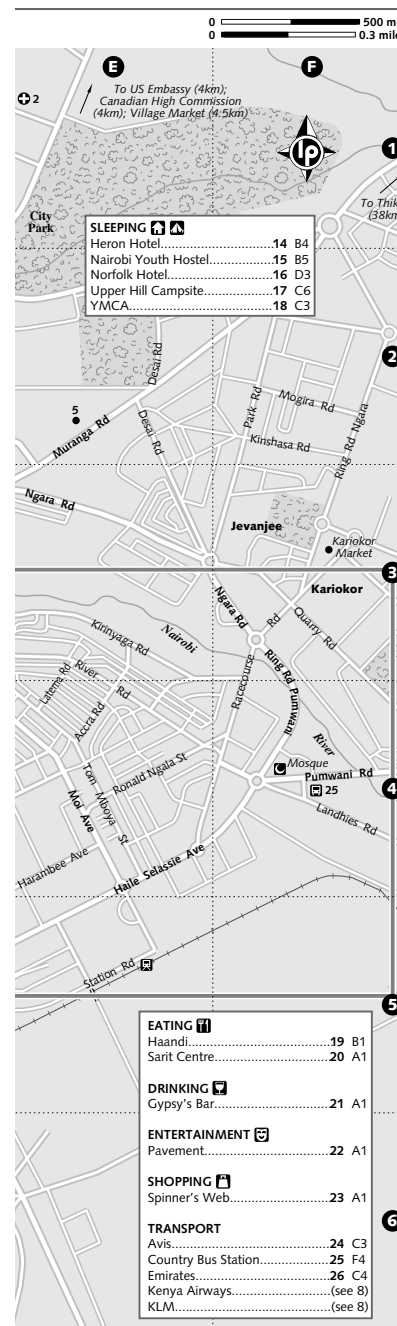 0 500 m
0 0.3 mile
E
F
To US Embassy (4km);
Canadian High Commission
(4km); Village Market (4.5km)
2
lp
1
To Thika
(38km)
City
Park
SLEEPING
Heron Hotel 14 B4
Nairobi Youth Hostel 15 B5
Norfolk Hotel 16 D3
Upper Hill Campsite 17 C6
YMCA 18 C3
2
Desai Rd
5
Muranga Rd
Desai Rd
Park Rd
Mogira Rd
Kinshasa Rd
Ring Rd Ngara
Ngara Rd
Jevanjee
Kariokor
Market
3
Kariokor
Ngara Rd
Quarry Rd
Kirinyaga Rd
Nairobi
River
Racecourse Rd
Ring Rd Pumwani
Latema Rd
River Rd
Accra Rd
Mosque
Pumwani Rd
25
4
Ronald Ngala St
Tom Mboya St
Moi Ave
Landhies Rd
Harambee Ave
Haile Selassie Ave
Station Rd
5
EATING
Haandi 19 B1
Sarit Centre 20 A1
DRINKING
Gypsy's Bar 21 A1
ENTERTAINMENT
Pavement 22 A1
SHOPPING
Spinner's Web 23 A1
6
TRANSPORT
Avis 24 C3
Country Bus Station 25 F4
Emirates 26 C4
Kenya Airways (see 8)
KLM (see 8)